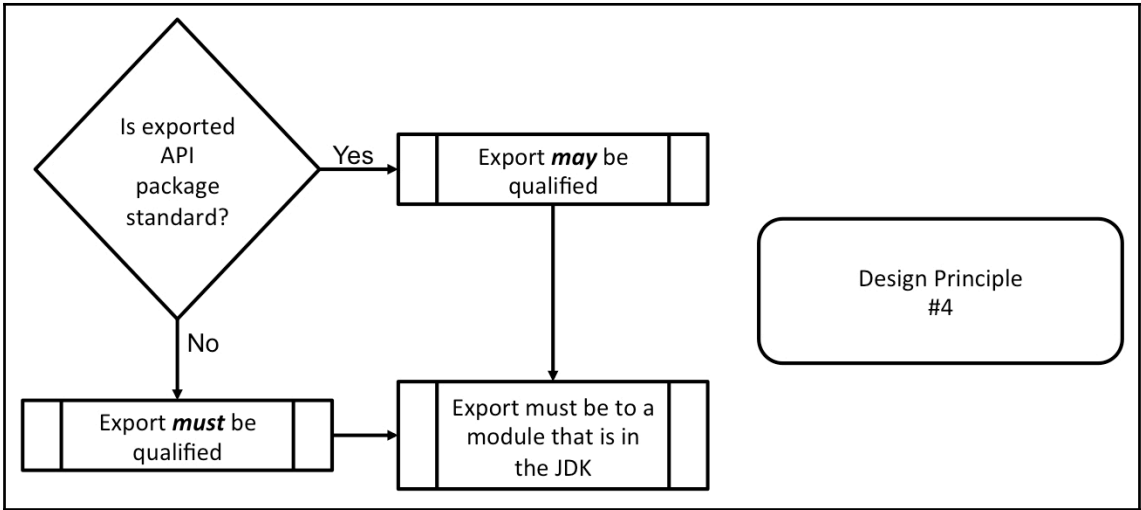 Is exported
API
package
standard?
Yes
Export may be
qualified
Design Principle
#4
No
Export must be
qualified
Export must be to a
module that is in
the JDK